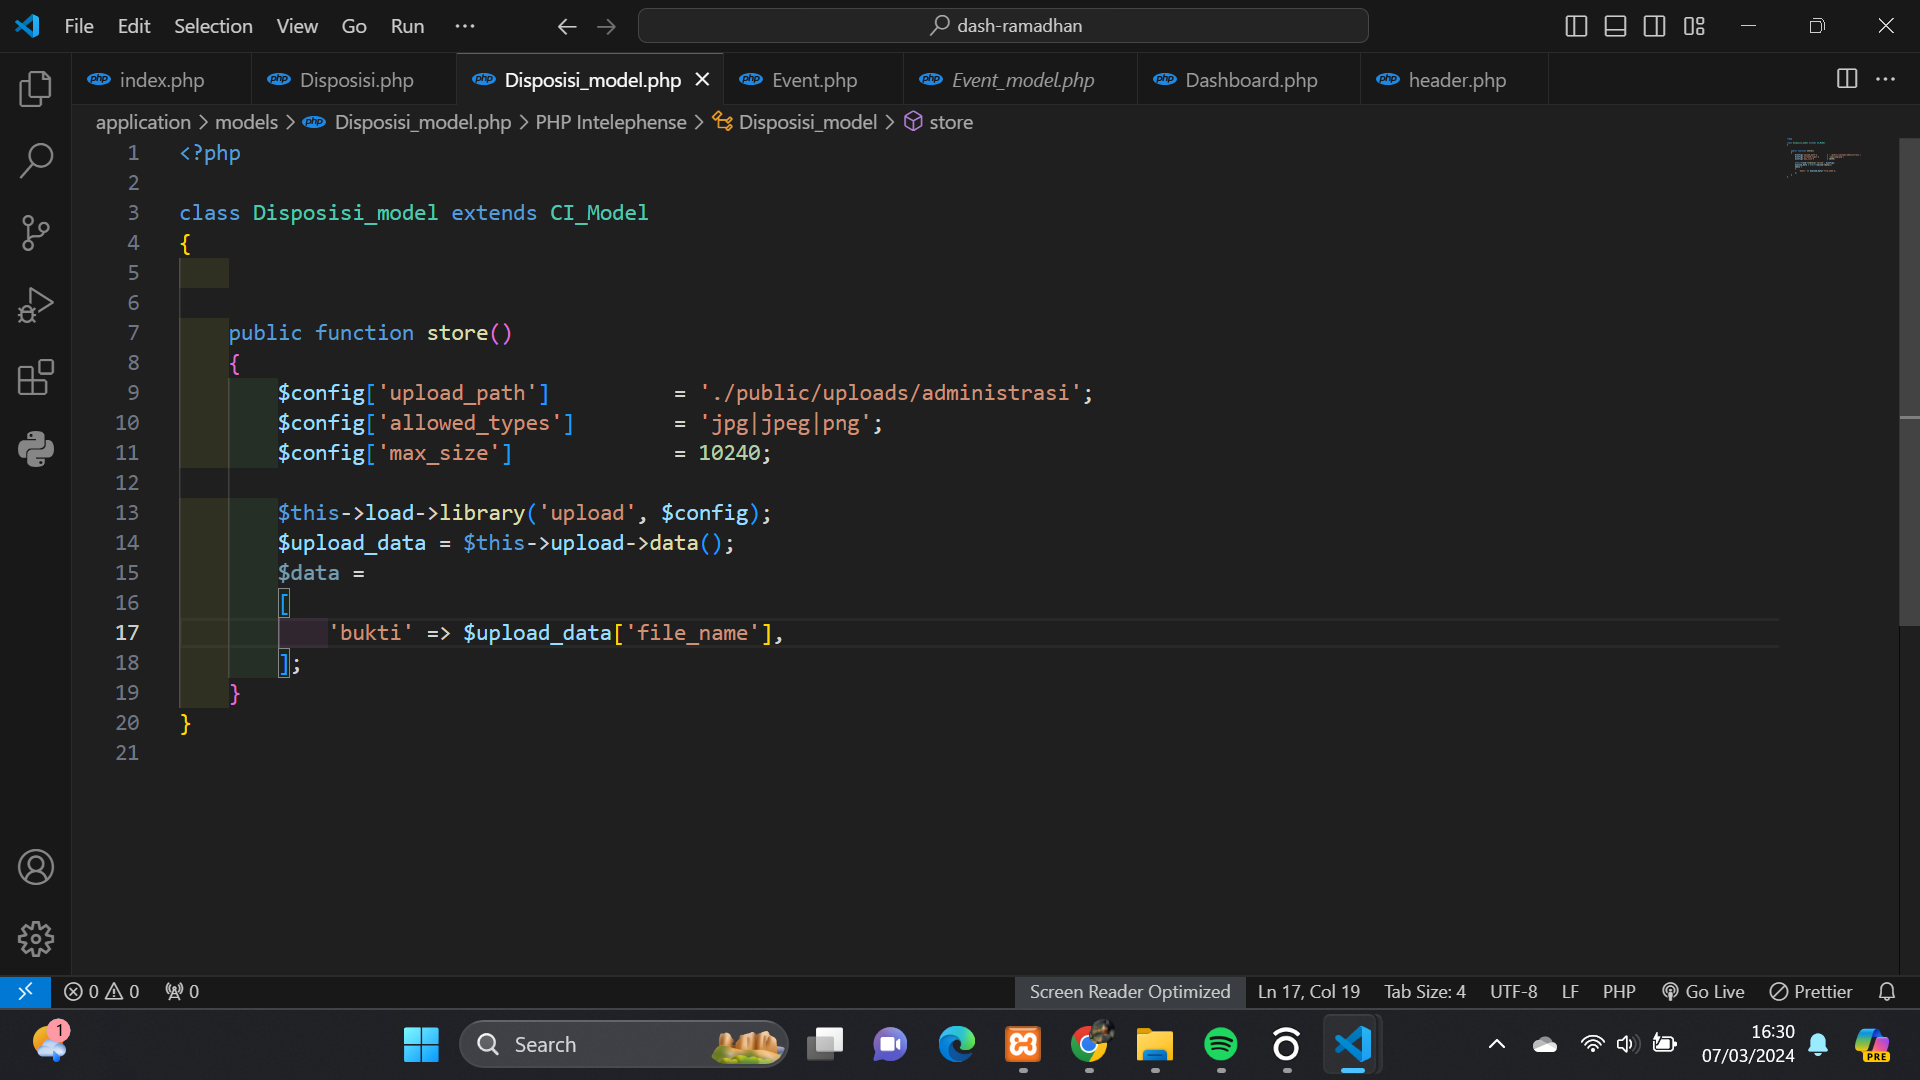 File Edit Selection View Go Run ··· dash-ramadhan
index.php Disposisi.php Disposisi_model.php Event.php Event_model.php Dashboard.php header.php
application > models > Disposisi_model.php > PHP Intelephense > Disposisi_model > store
1 <?php
2
3 class Disposisi_model extends CI_Model
4 {
5
6
7 public function store()
8 {
9 $config['upload_path'] = './public/uploads/administrasi';
10 $config['allowed_types'] = 'jpg|jpeg|png';
11 $config['max_size'] = 10240;
12
13 $this->load->library('upload', $config);
14 $upload_data = $this->upload->data();
15 $data =
16 [
17 'bukti' => $upload_data['file_name'],
18 ];
19 }
20 }
21
0 0 0 Screen Reader Optimized Ln 17, Col 19 Tab Size: 4 UTF-8 LF PHP Go Live Prettier
1 Search 16:30
07/03/2024 PRE